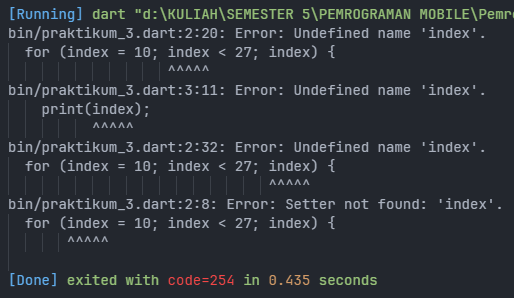 [Running] dart "d:\KULIAH\SEMESTER 5\PEMROGRAMAN MOBILE\Pemr
bin/praktikum_3.dart:2:20: Error: Undefined name 'index'.
  for (index = 10; index < 27; index) {
                   ^^^^^
bin/praktikum_3.dart:3:11: Error: Undefined name 'index'.
    print(index);
          ^^^^^
bin/praktikum_3.dart:2:32: Error: Undefined name 'index'.
  for (index = 10; index < 27; index) {
                               ^^^^^
bin/praktikum_3.dart:2:8: Error: Setter not found: 'index'.
  for (index = 10; index < 27; index) {
       ^^^^^
[Done] exited with code=254 in 0.435 seconds